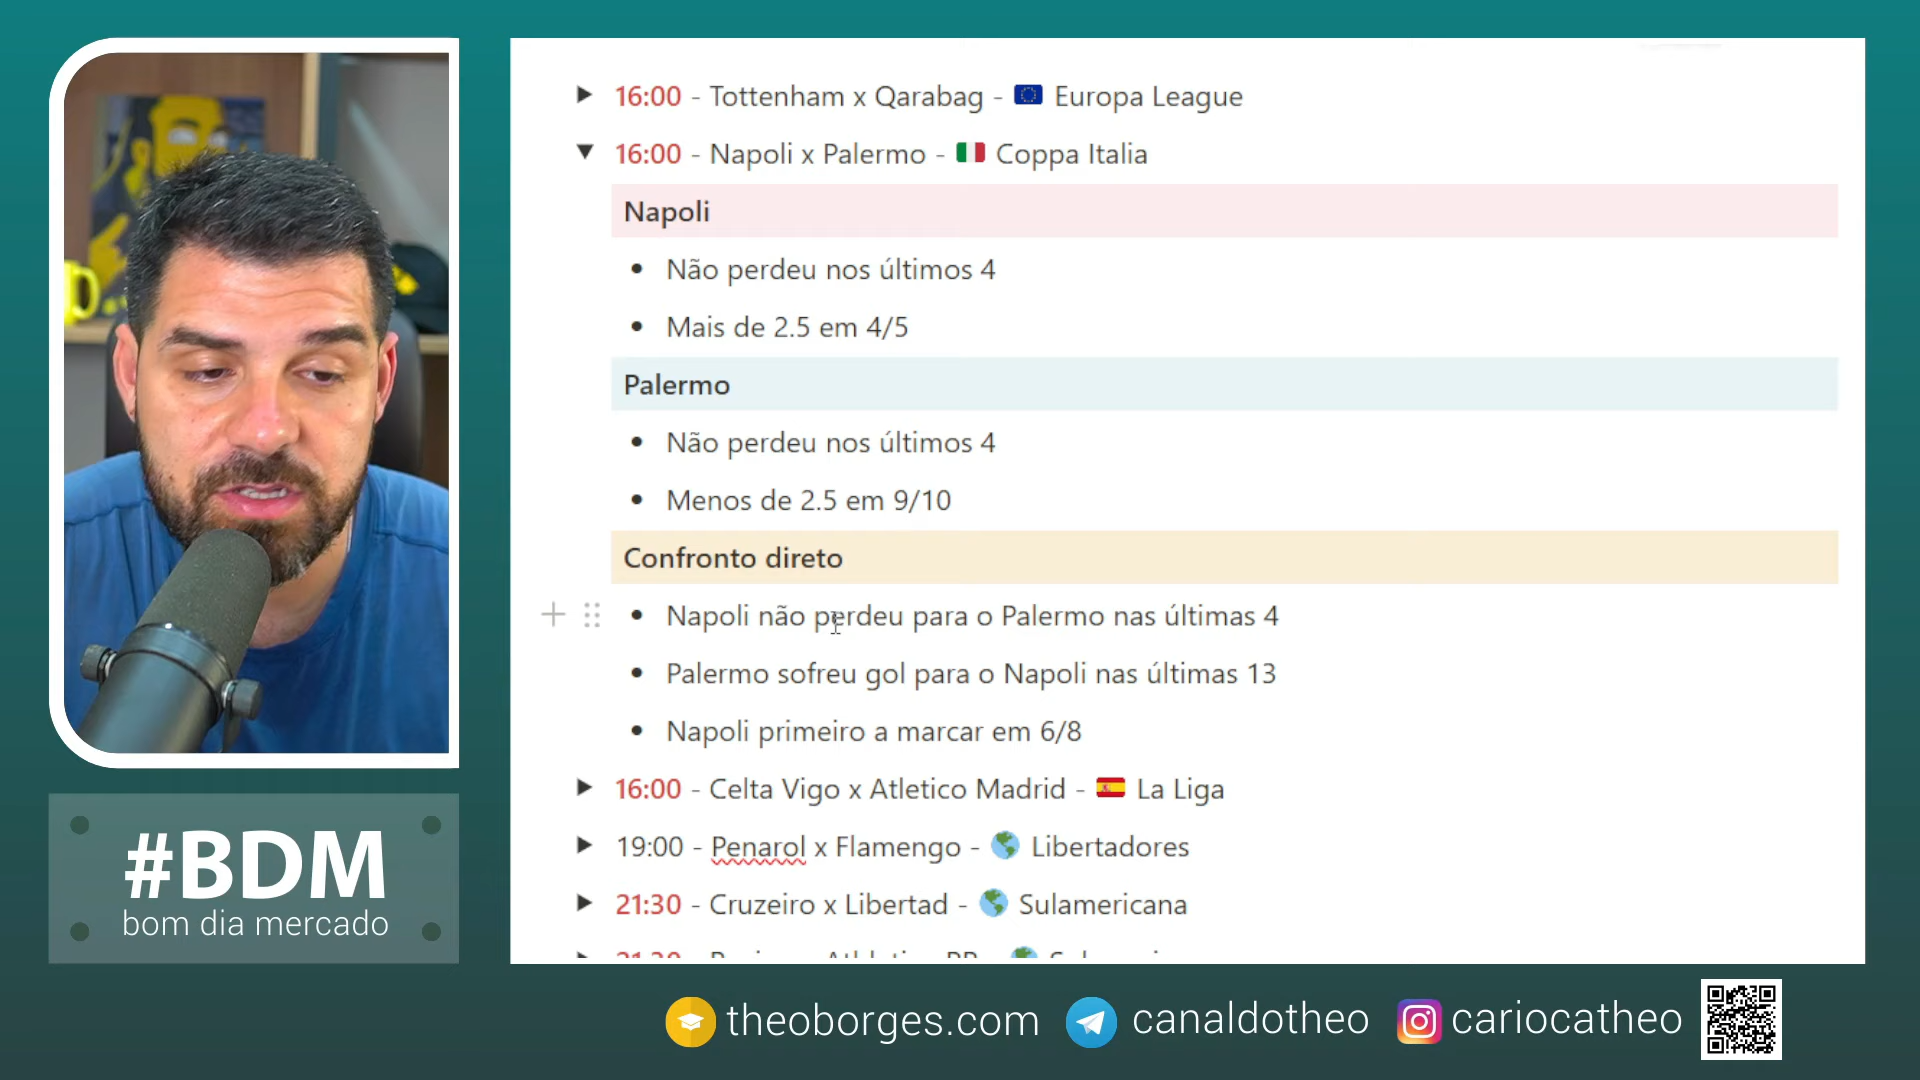 16:00 - Tottenham x Qarabag - Europa League
16:00 - Napoli x Palermo - Coppa Italia
Napoli
Não perdeu nos últimos 4
Mais de 2.5 em 4/5
Palermo
Não perdeu nos últimos 4
Menos de 2.5 em 9/10
Confronto direto
Napoli não perdeu para o Palermo nas últimas 4
Palermo sofreu gol para o Napoli nas últimas 13
Napoli primeiro a marcar em 6/8
16:00 - Celta Vigo x Atletico Madrid - La Liga
19:00 - Penarol x Flamengo - Libertadores
21:30 - Cruzeiro x Libertad - Sulamericana
#BDM
bom dia mercado
theoborges.com canaldotheo cariocatheo